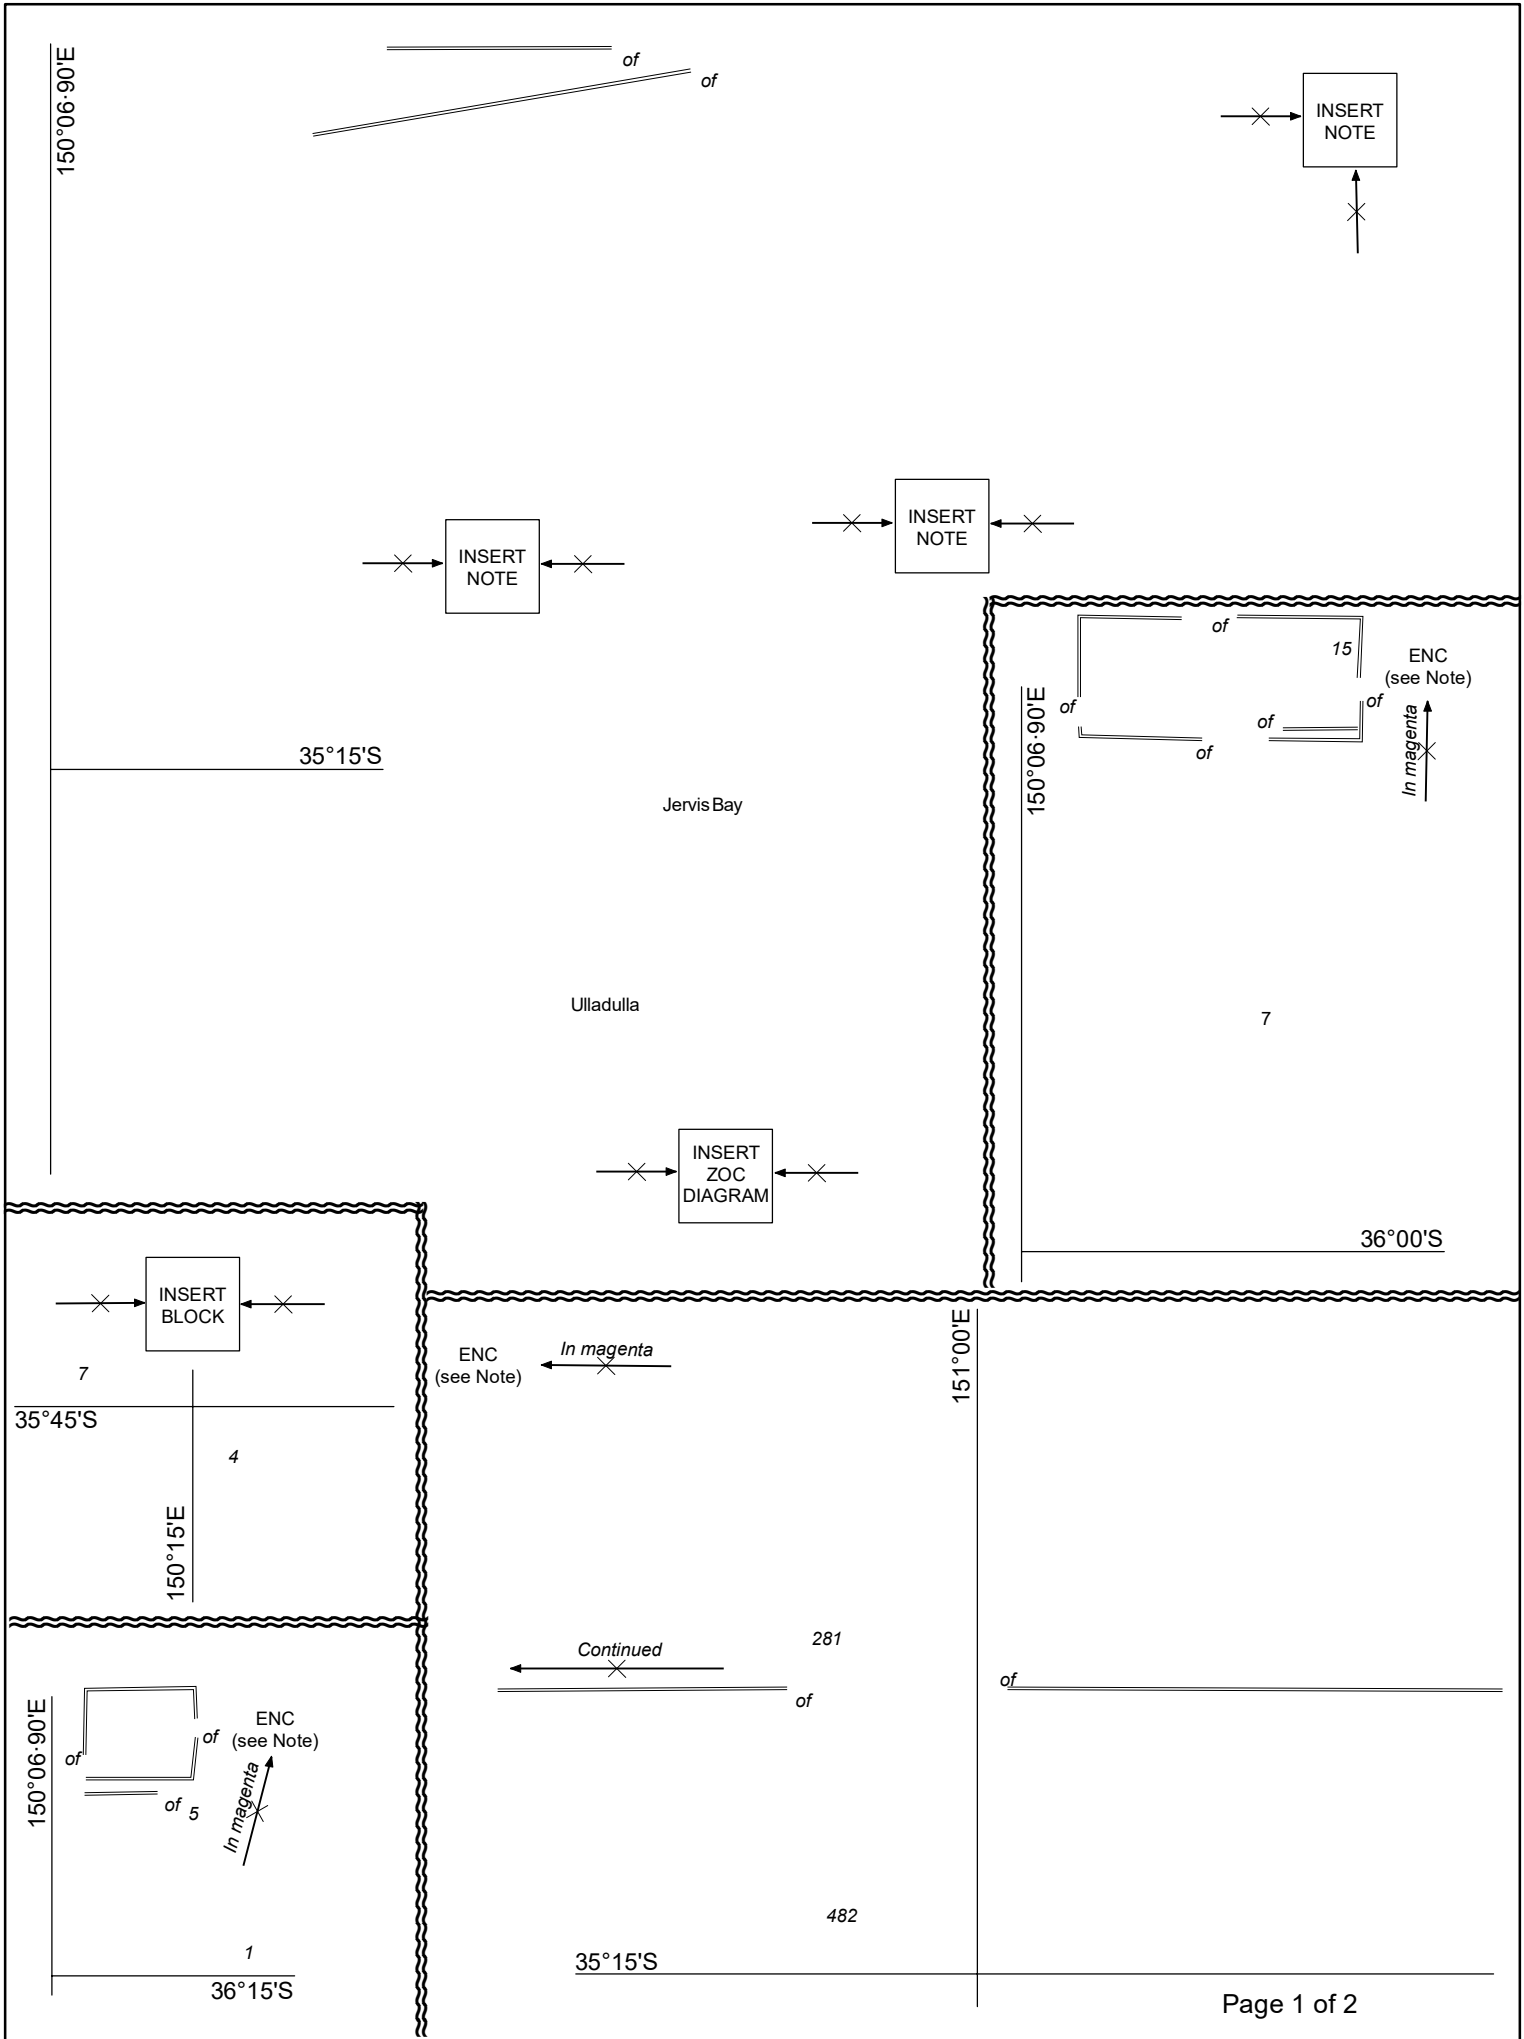 150°06·90'E
of
of
INSERT
NOTE
INSERT
NOTE
INSERT
NOTE
35°15'S
Jervis Bay
Ulladulla
INSERT
ZOC
DIAGRAM
of
15
ENC
(see Note)
of
of
of
of
In magenta
150°06·90'E
7
36°00'S
INSERT
BLOCK
7
35°45'S
4
150°15'E
ENC
(see Note)
In magenta
151°00'E
281
Continued
of
of
482
35°15'S
150°06·90'E
of
of
ENC
(see Note)
of
5
In magenta
1
36°15'S
Page 1 of 2